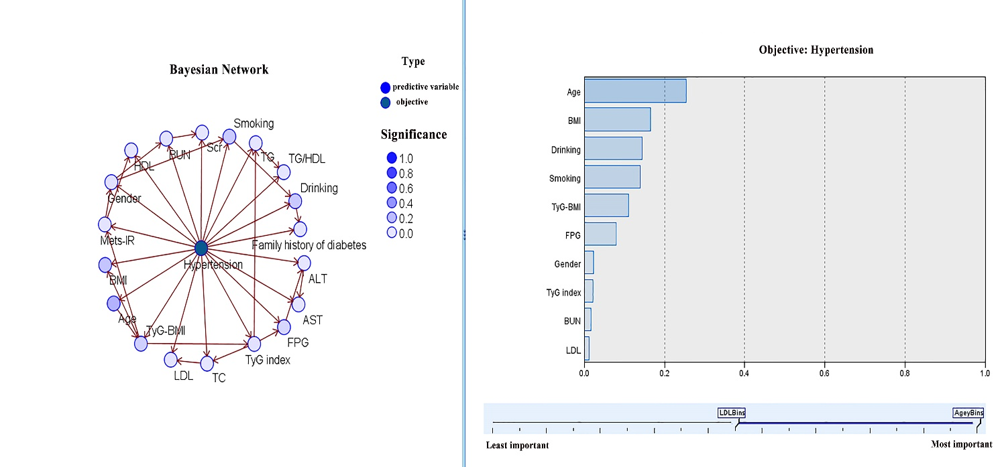 Bayesian Network
Type
predictive variable
objective
Significance
1.0
0.8
0.6
0.4
0.2
0.0
Smoking
Scr
BUN
TG
TG/HDL
HDL
Drinking
Gender
Mets-IR
Family history of diabetes
Hypertension
BMI
ALT
Age
AST
TyG-BMI
FPG
TyG index
LDL
TC
Objective: Hypertension
Age
BMI
Drinking
Smoking
TyG-BMI
FPG
Gender
TyG index
BUN
LDL
0.0 0.2 0.4 0.6 0.8 1.0
LDLBins
AgeyBins
Least important
Most important